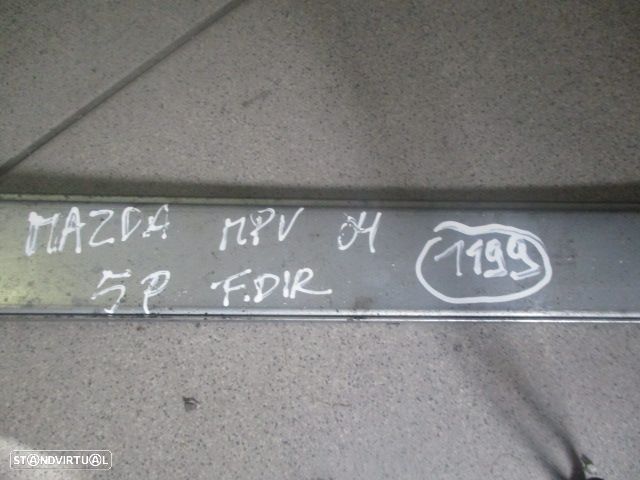 MAZDA MPV 04 1199
5P F.DIR
STANDVIRTUAL